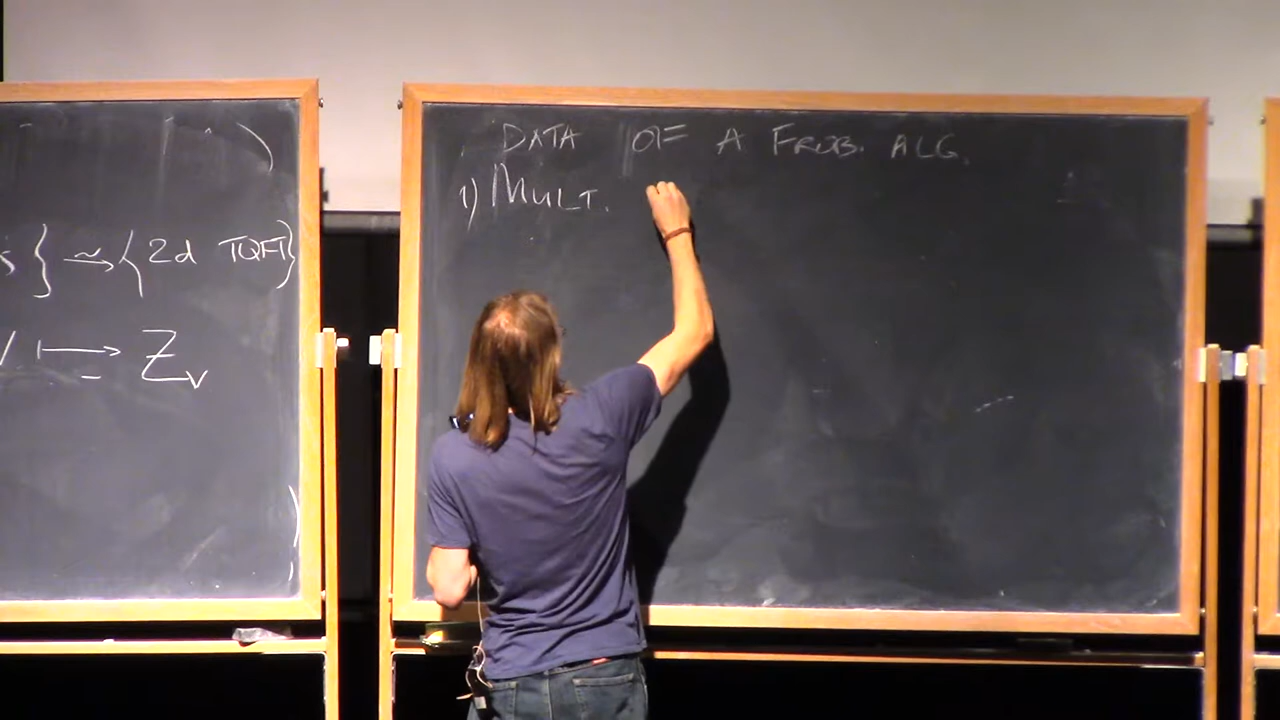 s} ⥲ {2d TQFT}
V ⟼ Z_V
DATA OF A FROB. ALG.
1) MULT.